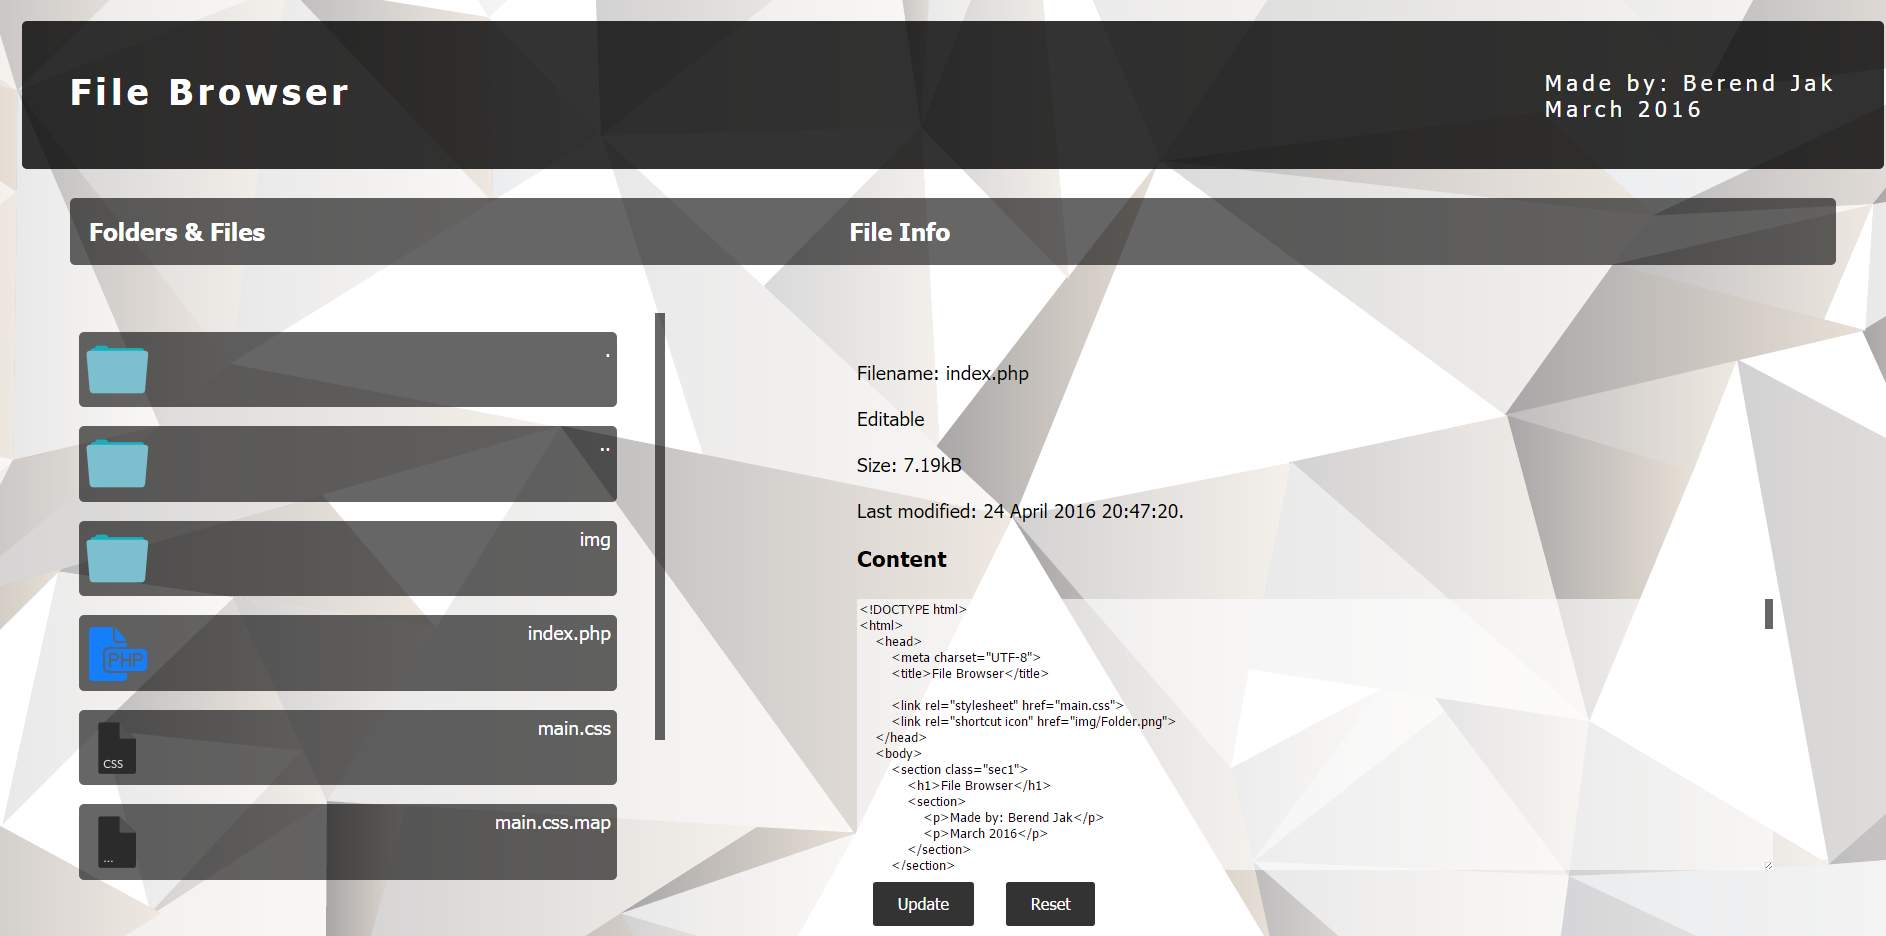 File Browser
Made by: Berend Jak
March 2016
Folders & Files
File Info
.
..
img
index.php
PHP
main.css
CSS
main.css.map
...
Filename: index.php
Editable
Size: 7.19kB
Last modified: 24 April 2016 20:47:20.
Content
<!DOCTYPE html>
<html>
<head>
<meta charset="UTF-8">
<title>File Browser</title>
<link rel="stylesheet" href="main.css">
<link rel="shortcut icon" href="img/Folder.png">
</head>
<body>
<section class="sec1">
<h1>File Browser</h1>
<section>
<p>Made by: Berend Jak</p>
<p>March 2016</p>
</section>
</section>
Update
Reset